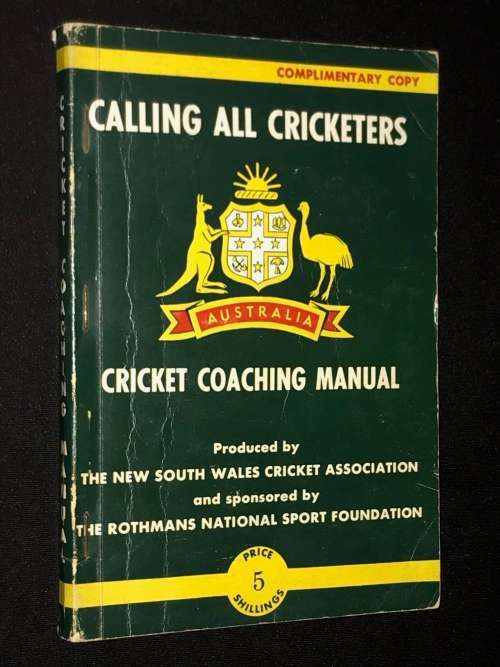 COMPLIMENTARY COPY
CALLING ALL CRICKETERS
AUSTRALIA
CRICKET COACHING MANUAL
Produced by
THE NEW SOUTH WALES CRICKET ASSOCIATION
and sponsored by
THE ROTHMANS NATIONAL SPORT FOUNDATION
PRICE
5
SHILLINGS
CRICKET COACHING MANUA